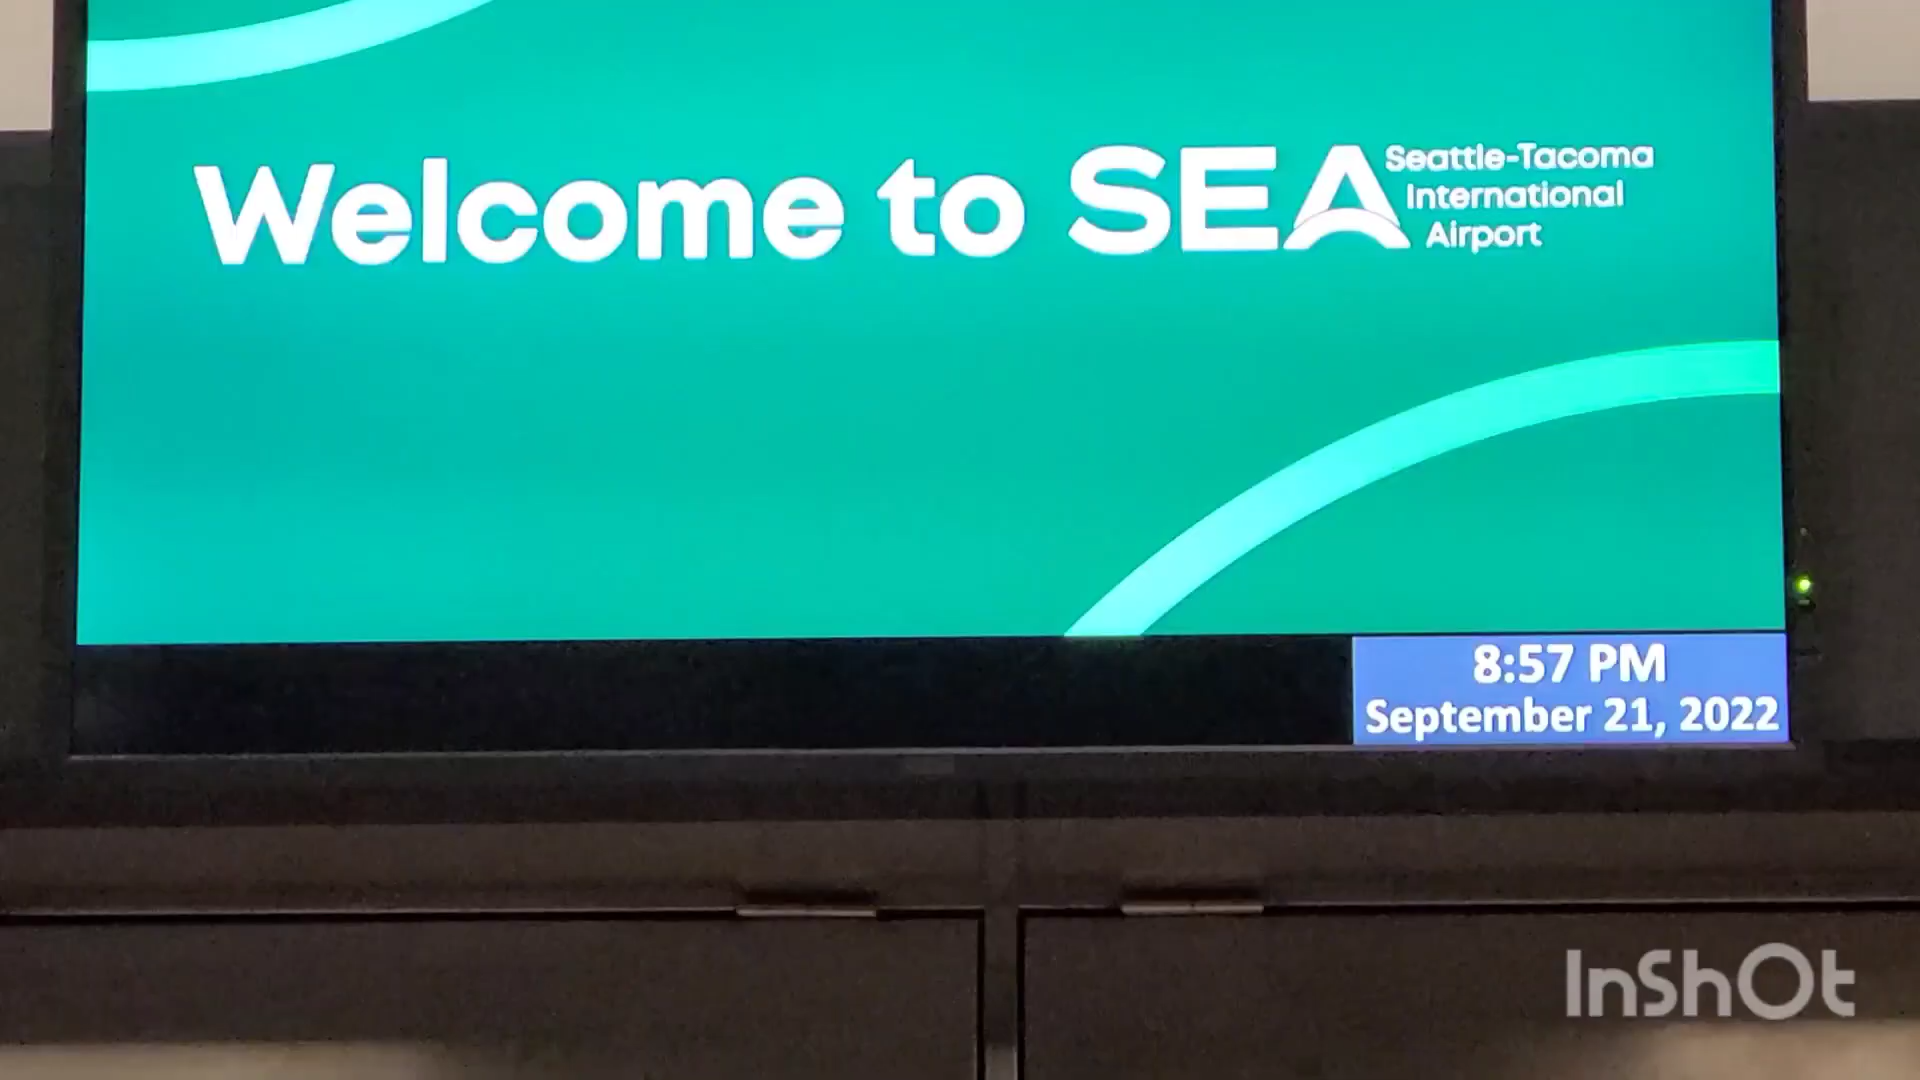 Welcome to SEA
Seattle-Tacoma
International
Airport
8:57 PM
September 21, 2022
InShOt